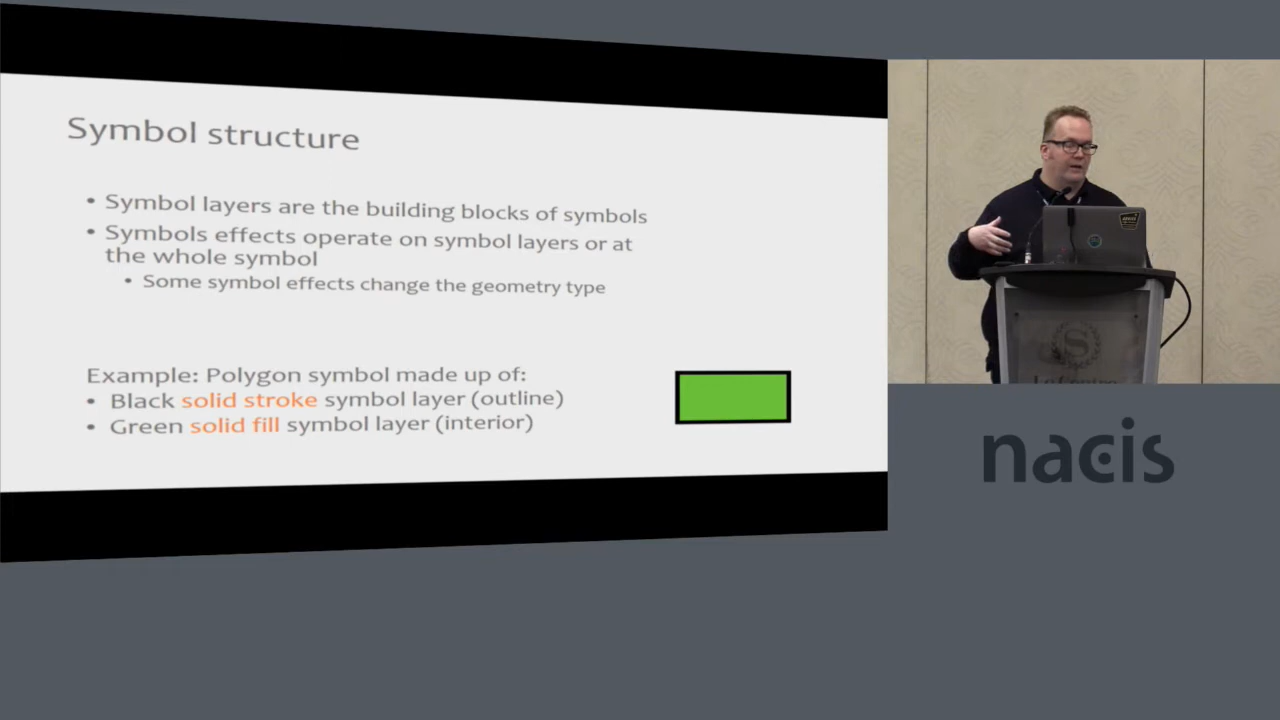 Symbol structure
• Symbol layers are the building blocks of symbols
• Symbols effects operate on symbol layers or at
the whole symbol
• Some symbol effects change the geometry type
Example: Polygon symbol made up of:
• Black solid stroke symbol layer (outline)
• Green solid fill symbol layer (interior)
S
nacis